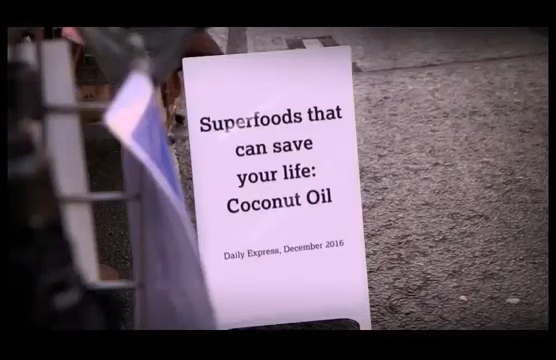 Superfoods that
can save
your life:
Coconut Oil
Daily Express, December 2016